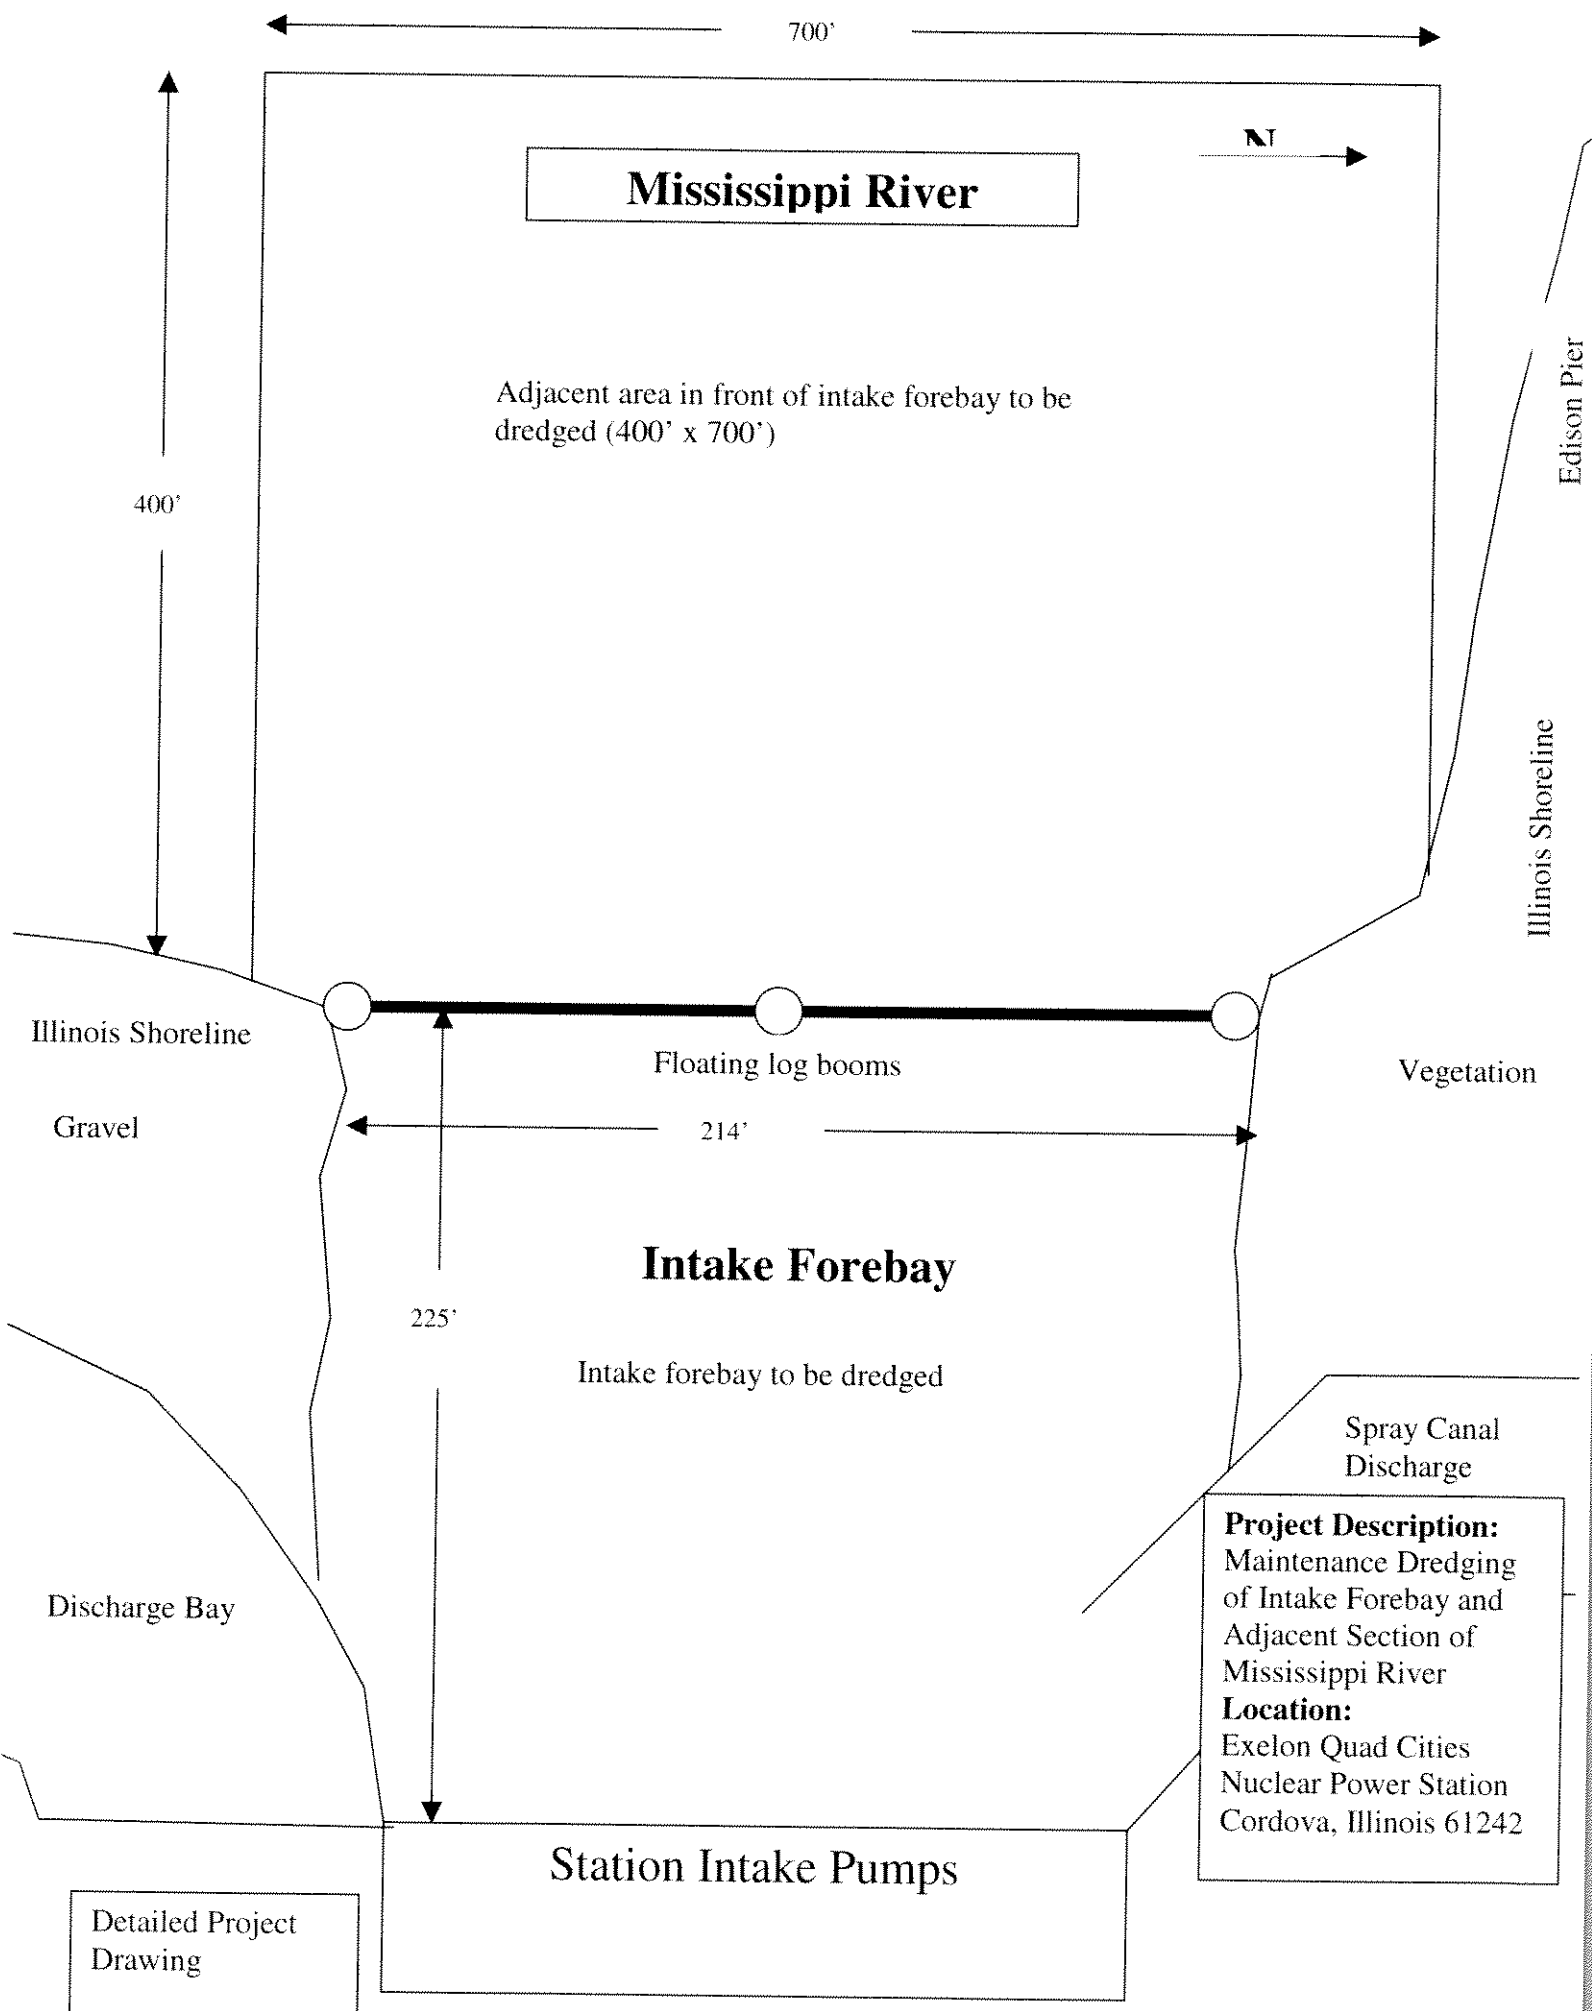 700’
N
Mississippi River
Adjacent area in front of intake forebay to be
dredged (400’ x 700’)
Edison Pier
400’
Illinois Shoreline
Illinois Shoreline
Floating log booms
Vegetation
Gravel
214’
Intake Forebay
225’
Intake forebay to be dredged
Spray Canal
Discharge
Discharge Bay
Project Description:
Maintenance Dredging
of Intake Forebay and
Adjacent Section of
Mississippi River
Location:
Exelon Quad Cities
Nuclear Power Station
Cordova, Illinois 61242
Station Intake Pumps
Detailed Project
Drawing